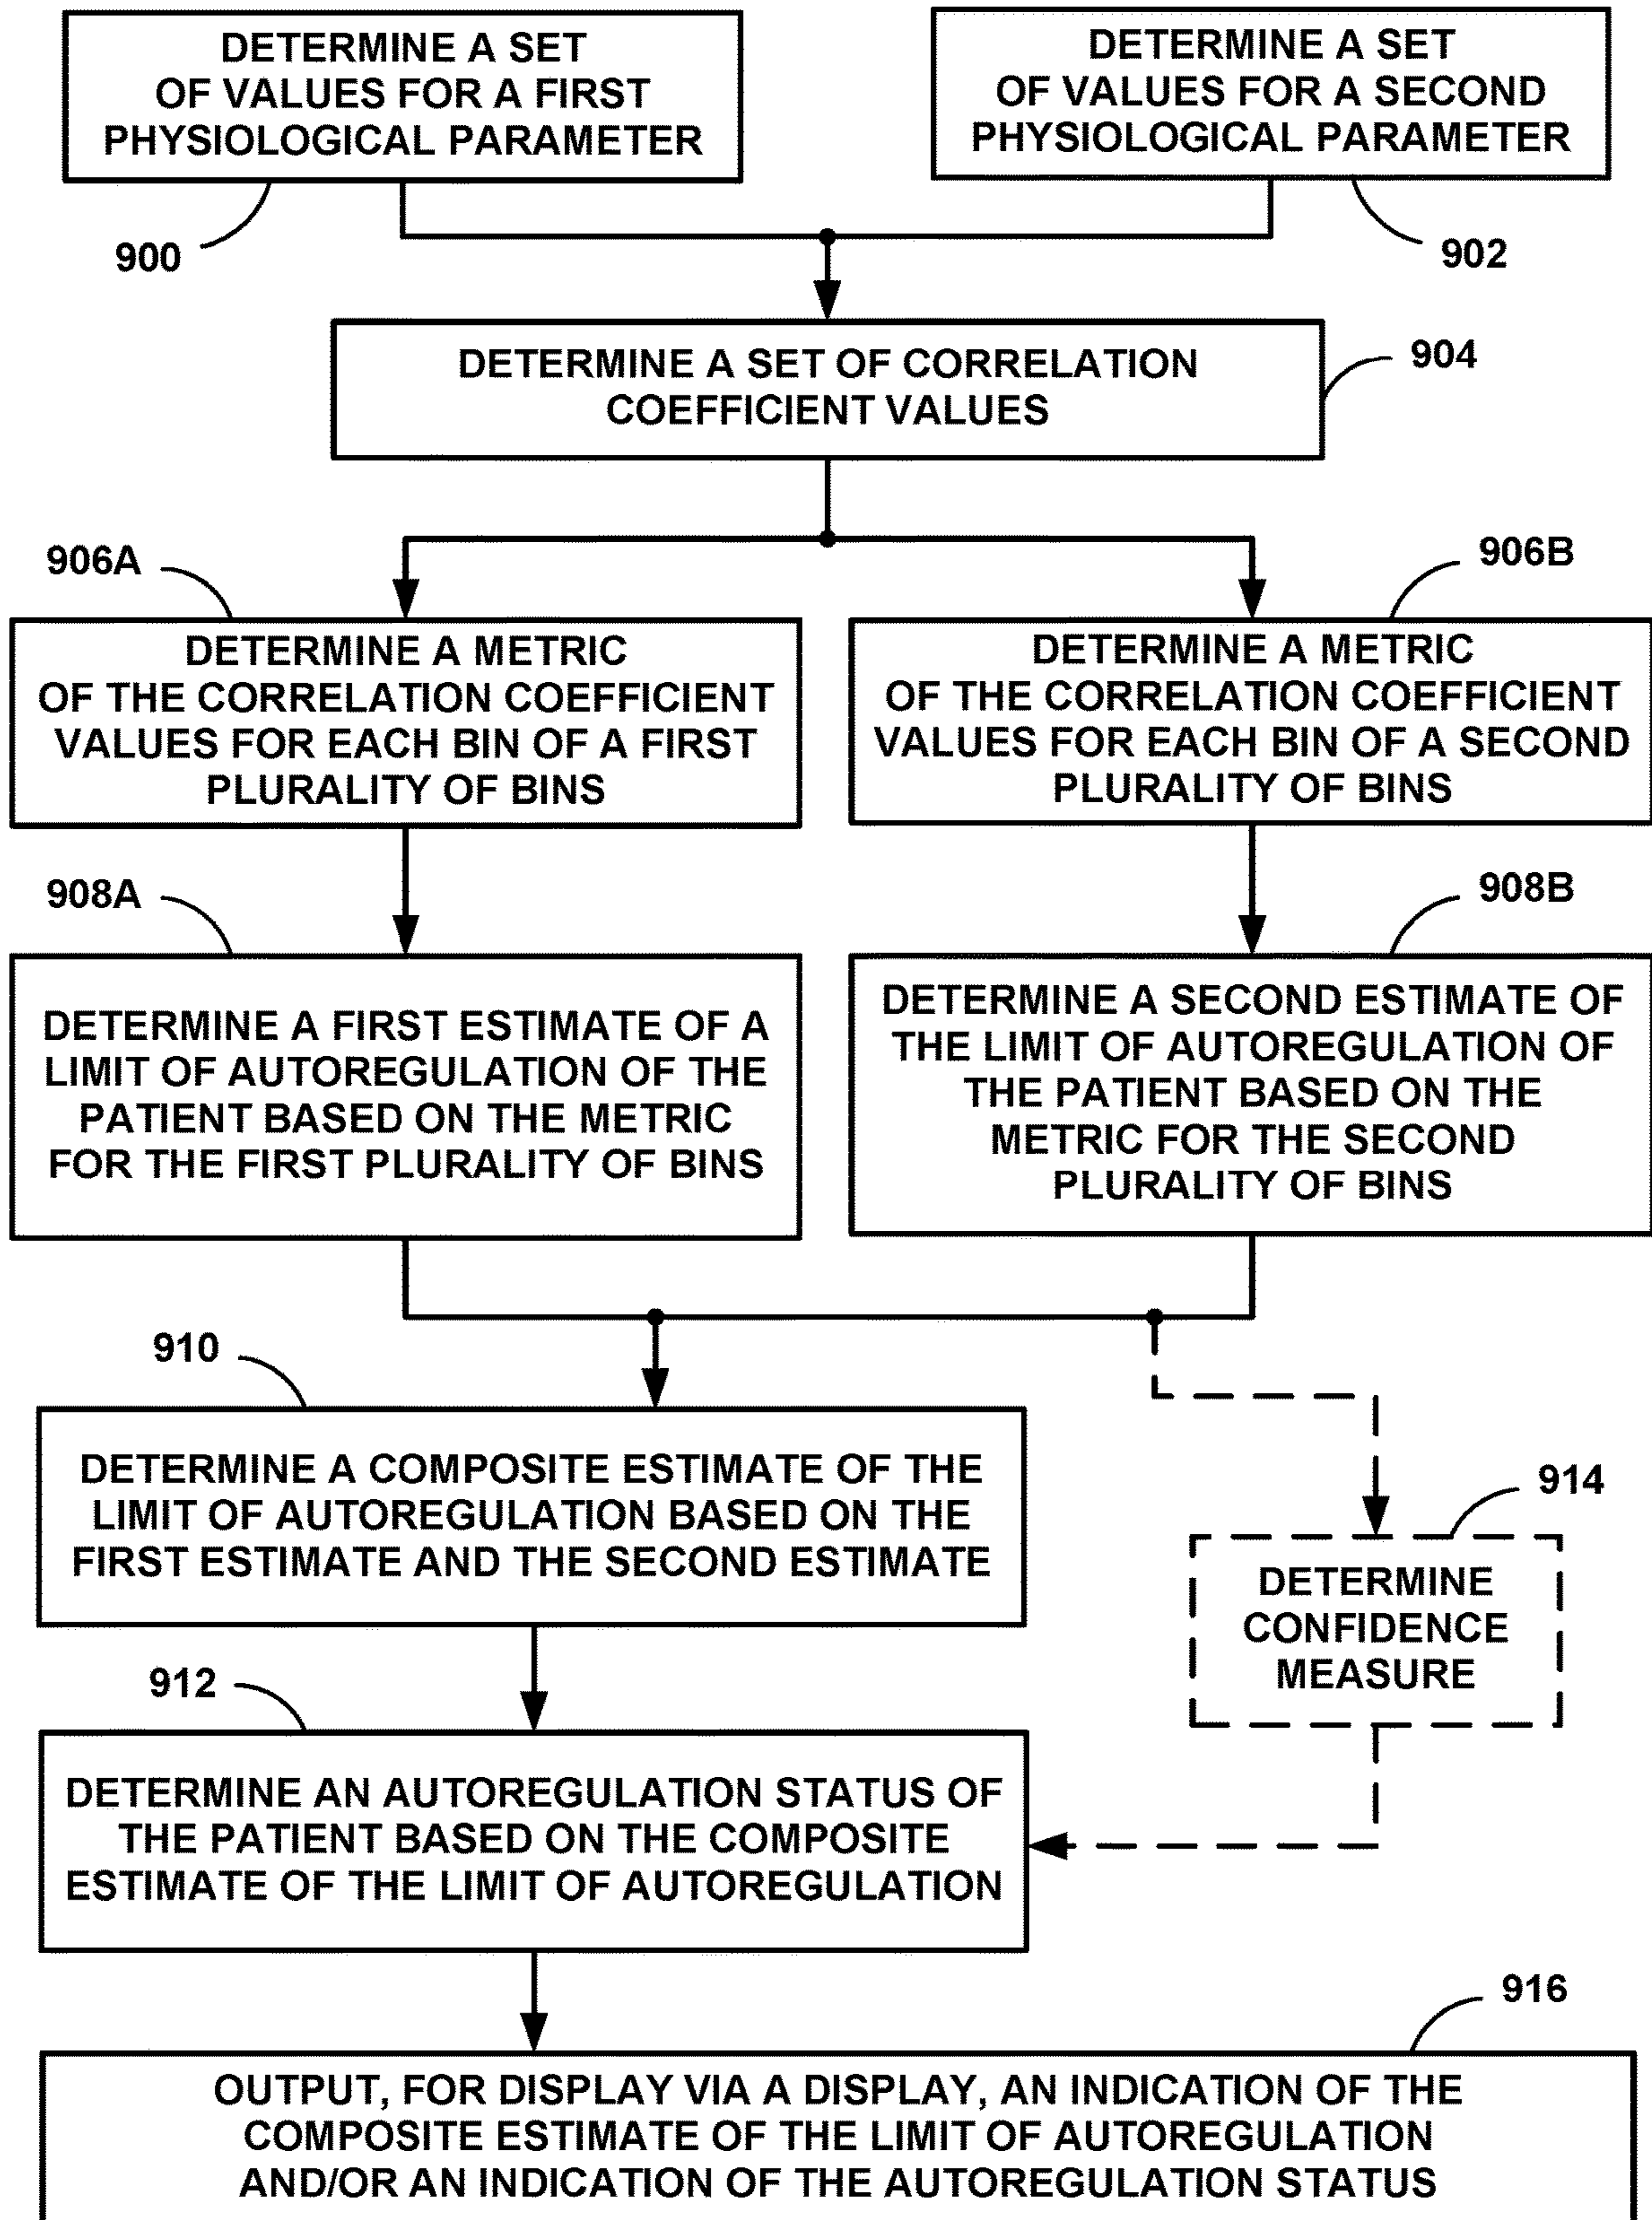 DETERMINE A SET
OF VALUES FOR A FIRST
PHYSIOLOGICAL PARAMETER
900
DETERMINE A SET
OF VALUES FOR A SECOND
PHYSIOLOGICAL PARAMETER
902
DETERMINE A SET OF CORRELATION
COEFFICIENT VALUES
904
906A
DETERMINE A METRIC
OF THE CORRELATION COEFFICIENT
VALUES FOR EACH BIN OF A FIRST
PLURALITY OF BINS
906B
DETERMINE A METRIC
OF THE CORRELATION COEFFICIENT
VALUES FOR EACH BIN OF A SECOND
PLURALITY OF BINS
908A
DETERMINE A FIRST ESTIMATE OF A
LIMIT OF AUTOREGULATION OF THE
PATIENT BASED ON THE METRIC
FOR THE FIRST PLURALITY OF BINS
908B
DETERMINE A SECOND ESTIMATE OF
THE LIMIT OF AUTOREGULATION OF
THE PATIENT BASED ON THE
METRIC FOR THE SECOND
PLURALITY OF BINS
910
DETERMINE A COMPOSITE ESTIMATE OF THE
LIMIT OF AUTOREGULATION BASED ON THE
FIRST ESTIMATE AND THE SECOND ESTIMATE
914
DETERMINE
CONFIDENCE
MEASURE
912
DETERMINE AN AUTOREGULATION STATUS OF
THE PATIENT BASED ON THE COMPOSITE
ESTIMATE OF THE LIMIT OF AUTOREGULATION
916
OUTPUT, FOR DISPLAY VIA A DISPLAY, AN INDICATION OF THE
COMPOSITE ESTIMATE OF THE LIMIT OF AUTOREGULATION
AND/OR AN INDICATION OF THE AUTOREGULATION STATUS